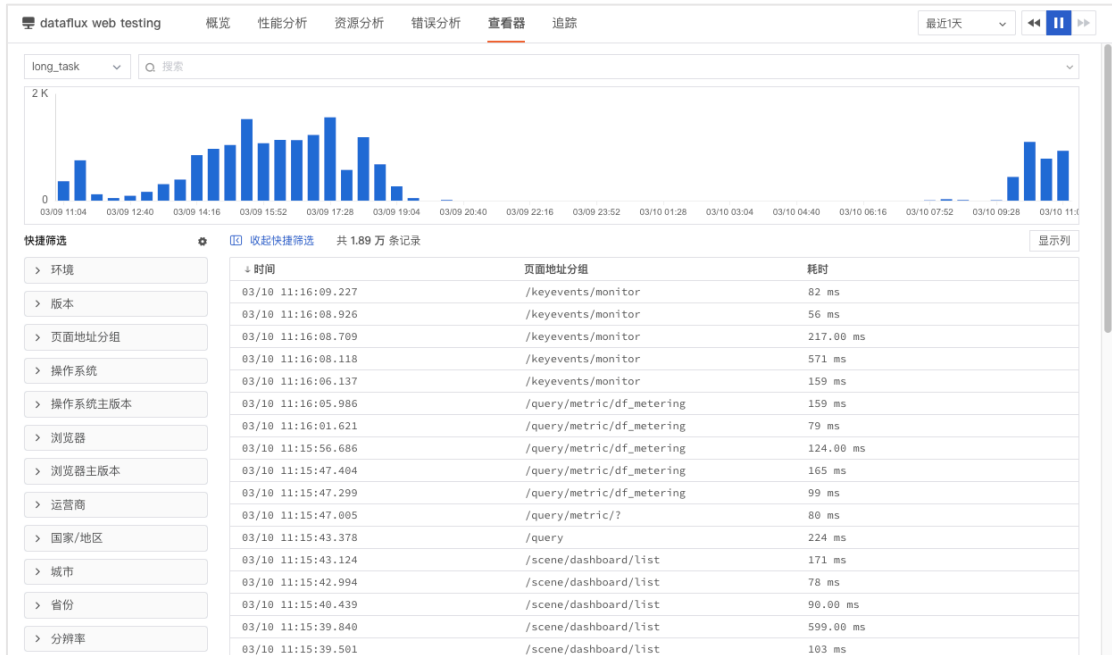 dataflux web testing 概览 性能分析 资源分析 错误分析 查看器 追踪 最近1天
long_task 搜索
2 K
0
03/09 11:04 03/09 12:40 03/09 14:16 03/09 15:52 03/09 17:28 03/09 19:04 03/09 20:40 03/09 22:16 03/09 23:52 03/10 01:28 03/10 03:04 03/10 04:40 03/10 06:16 03/10 07:52 03/10 09:28 03/10 11:0
快捷筛选 收起快捷筛选 共 1.89 万 条记录 显示列
环境
版本
页面地址分组
操作系统
操作系统主版本
浏览器
浏览器主版本
运营商
国家/地区
城市
省份
分辨率
↓时间 页面地址分组 耗时
03/10 11:16:09.227 /keyevents/monitor 82 ms
03/10 11:16:08.926 /keyevents/monitor 56 ms
03/10 11:16:08.709 /keyevents/monitor 217.00 ms
03/10 11:16:08.118 /keyevents/monitor 571 ms
03/10 11:16:06.137 /keyevents/monitor 159 ms
03/10 11:16:05.986 /query/metric/df_metering 159 ms
03/10 11:16:01.621 /query/metric/df_metering 79 ms
03/10 11:15:56.686 /query/metric/df_metering 124.00 ms
03/10 11:15:47.404 /query/metric/df_metering 165 ms
03/10 11:15:47.299 /query/metric/df_metering 99 ms
03/10 11:15:47.005 /query/metric/? 80 ms
03/10 11:15:43.378 /query 224 ms
03/10 11:15:43.124 /scene/dashboard/list 171 ms
03/10 11:15:42.994 /scene/dashboard/list 78 ms
03/10 11:15:40.439 /scene/dashboard/list 90.00 ms
03/10 11:15:39.840 /scene/dashboard/list 599.00 ms
03/10 11:15:39.501 /scene/dashboard/list 103 ms